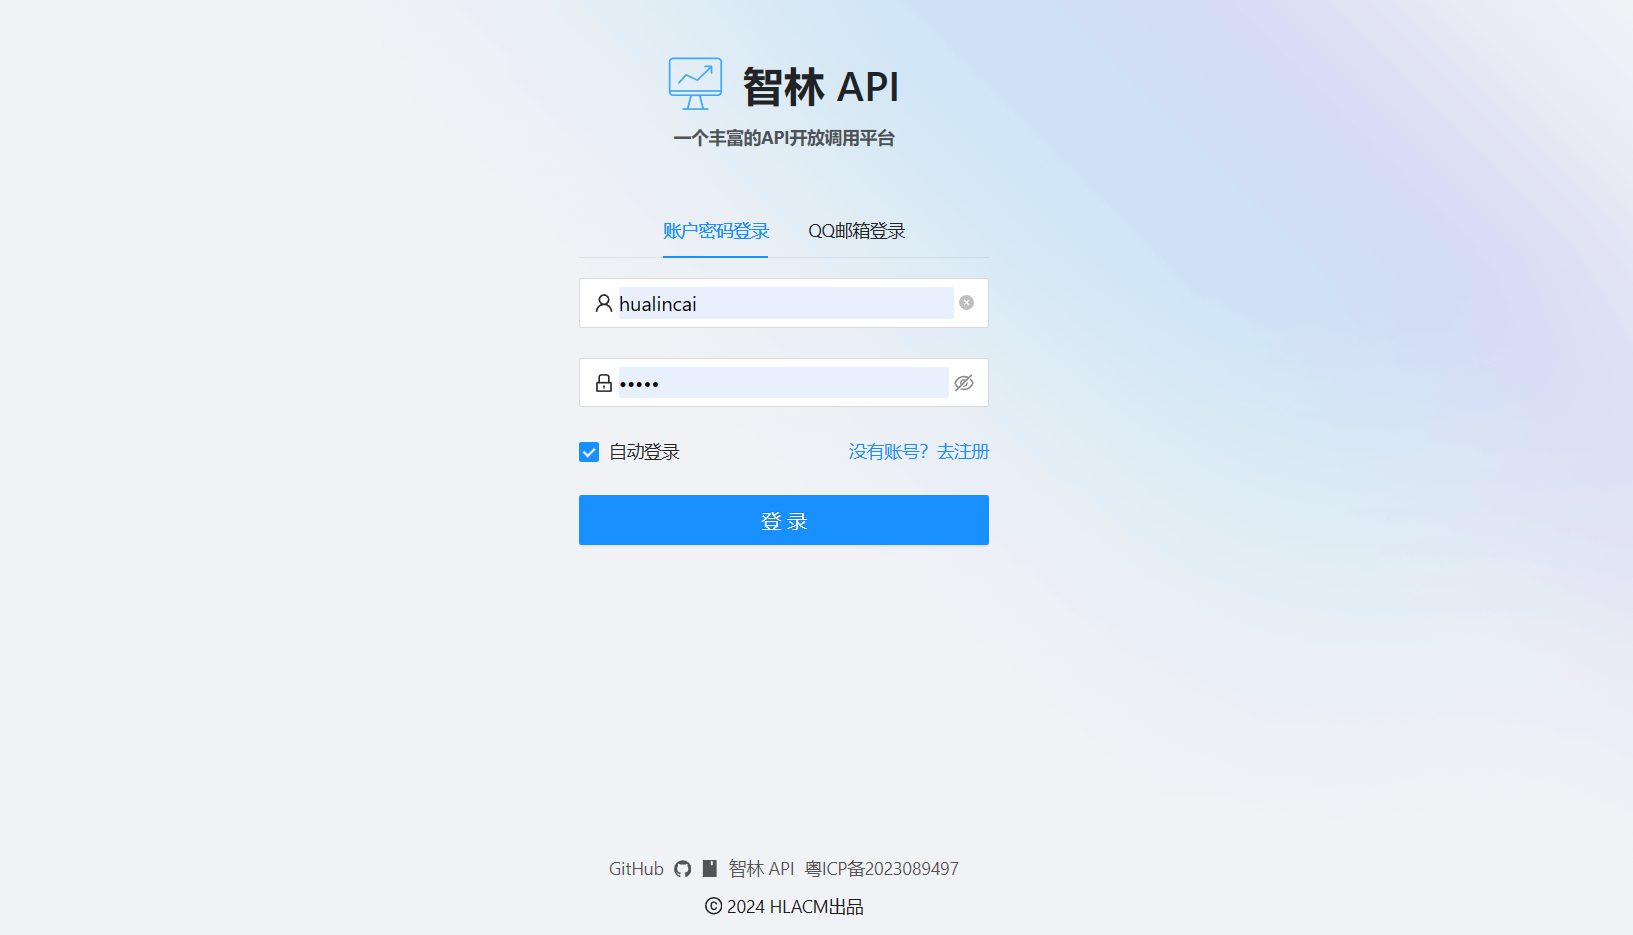 智林 API
一个丰富的API开放调用平台
账户密码登录 QQ邮箱登录
hualincai
•••••
自动登录 没有账号？去注册
登 录
GitHub 智林 API 粤ICP备2023089497
© 2024 HLACM出品